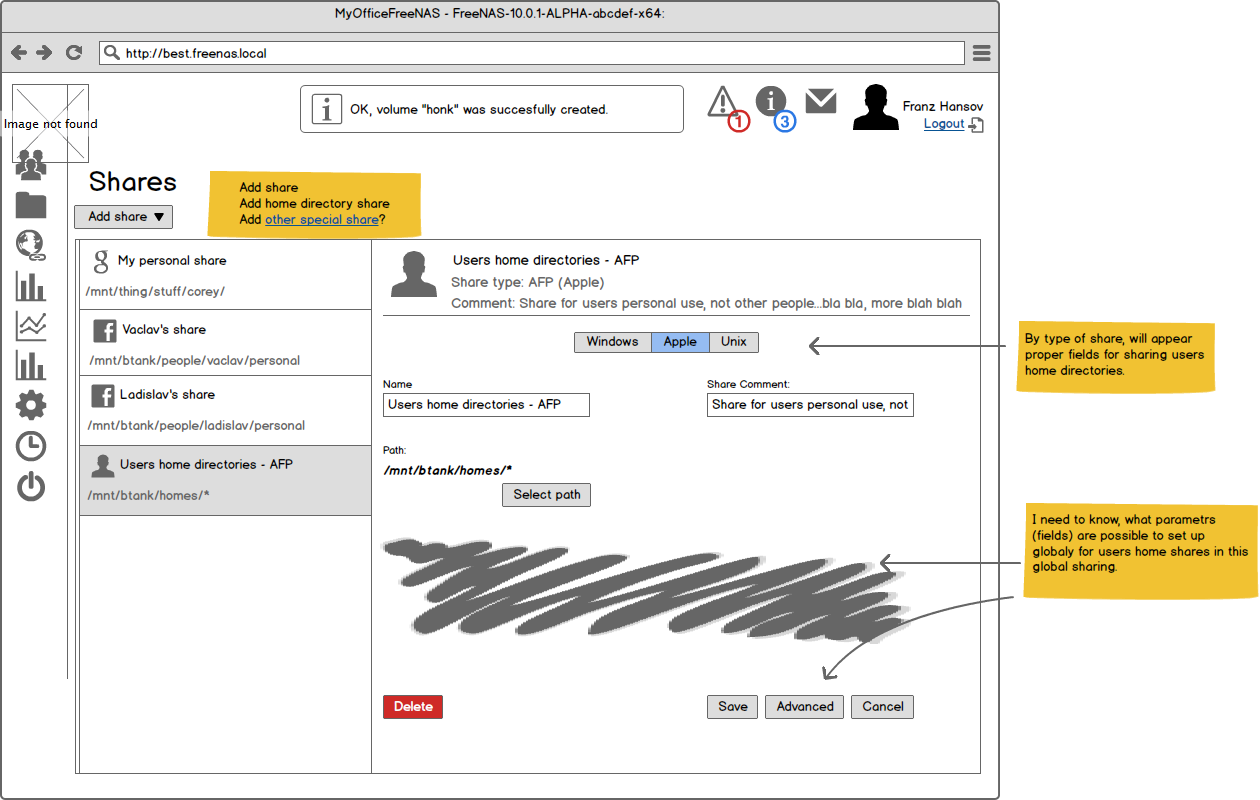 MyOfficeFreeNAS - FreeNAS-10.0.1-ALPHA-abcdef-x64:
http://best.freenas.local
Image not found
OK, volume "honk" was succesfully created.
1
3
Franz Hansov
Logout
Shares
Add share ▼
Add share
Add home directory share
Add other special share?
My personal share
/mnt/thing/stuff/corey/
Vaclav's share
/mnt/btank/people/vaclav/personal
Ladislav's share
/mnt/btank/people/ladislav/personal
Users home directories - AFP
/mnt/btank/homes/*
Users home directories - AFP
Share type: AFP (Apple)
Comment: Share for users personal use, not other people...bla bla, more blah blah
Windows Apple Unix
Name
Users home directories - AFP
Share Comment:
Share for users personal use, not
Path:
/mnt/btank/homes/*
Select path
Delete
Save Advanced Cancel
By type of share, will appear
proper fields for sharing users
home directories.
I need to know, what parametrs
(fields) are possible to set up
globaly for users home shares in this
global sharing.